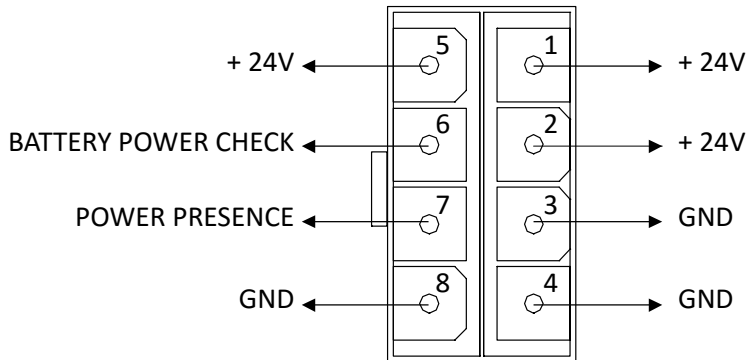 + 24V 5 1 + 24V
BATTERY POWER CHECK 6 2 + 24V
POWER PRESENCE 7 3 GND
GND 8 4 GND